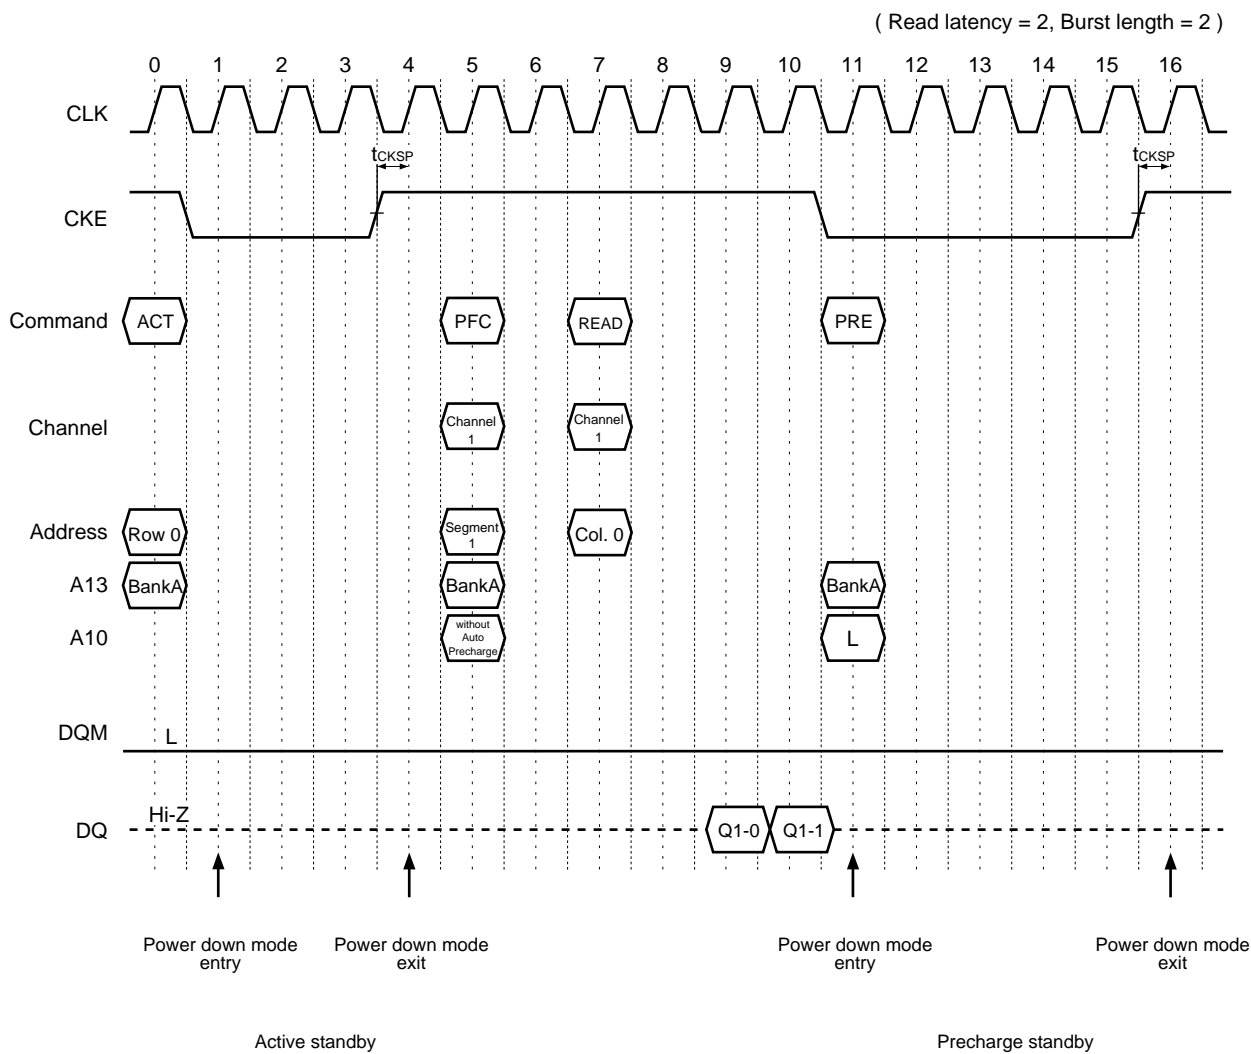 ( Read latency = 2, Burst length = 2 )
0 1 2 3 4 5 6 7 8 9 10 11 12 13 14 15 16
CLK
tCKSP tCKSP
CKE
Command ACT PFC READ PRE
Channel Channel 1 Channel 1
Address Row 0 Segment 1 Col. 0
A13 BankA BankA BankA
A10 without Auto Precharge L
DQM L
DQ Hi-Z Q1-0 Q1-1
Power down mode entry Power down mode exit Power down mode entry Power down mode exit
Active standby Precharge standby